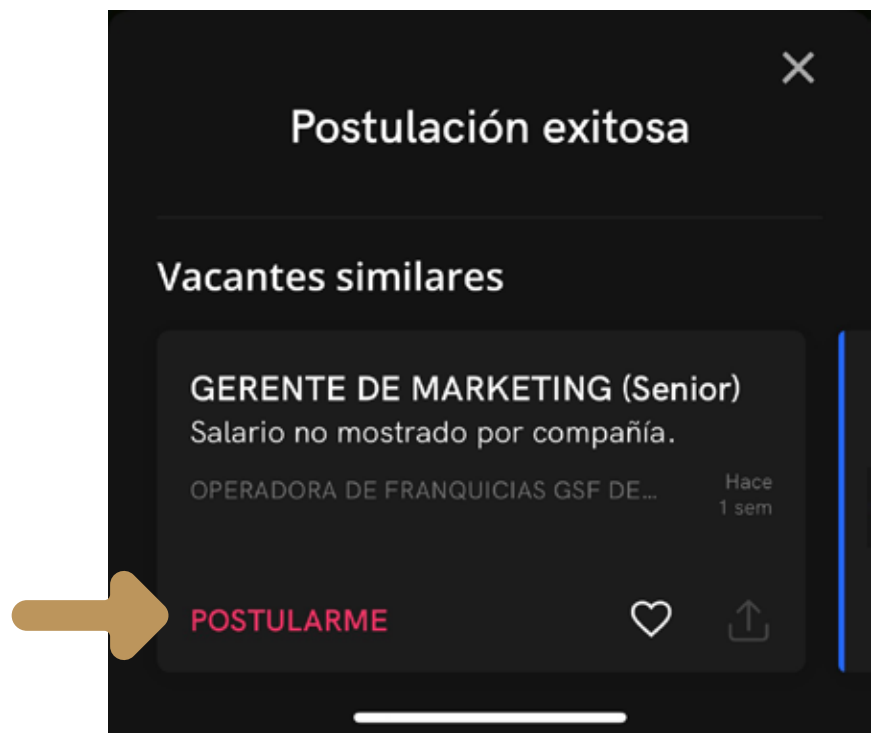 Postulación exitosa
Vacantes similares
GERENTE DE MARKETING (Senior)
Salario no mostrado por compañía.
OPERADORA DE FRANQUICIAS GSF DE...
Hace
1 sem
POSTULARME